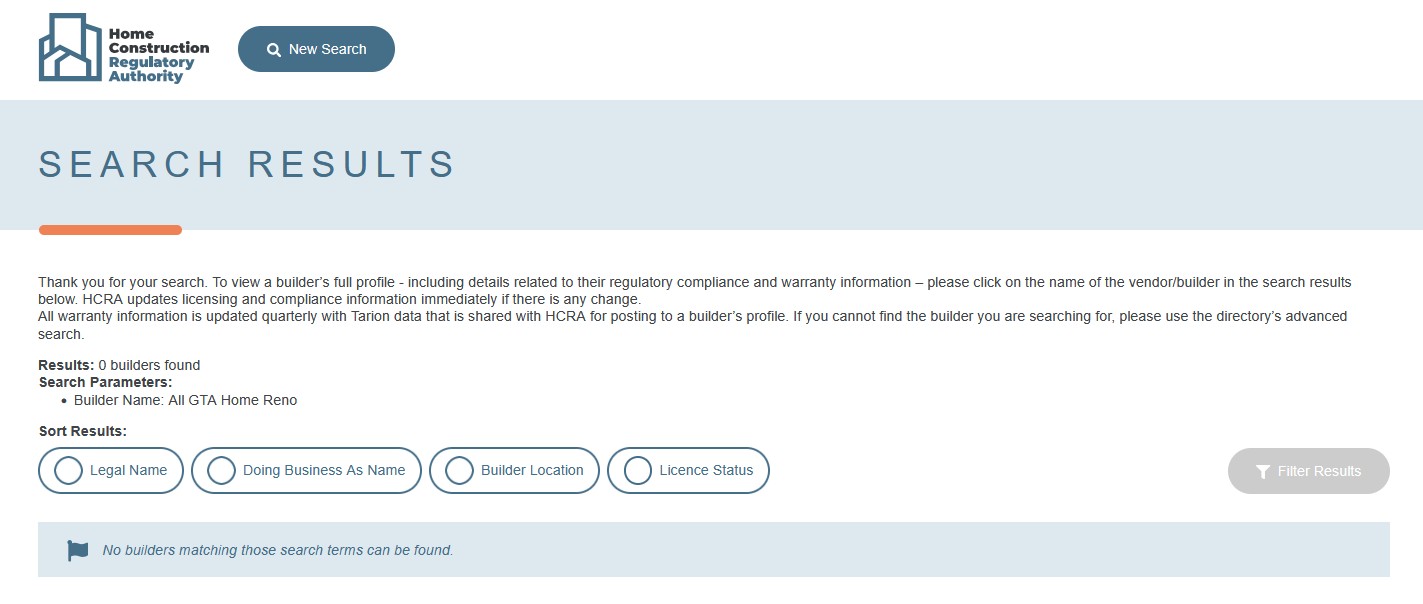 Home
Construction
Regulatory
Authority
New Search
SEARCH RESULTS
Thank you for your search. To view a builder’s full profile - including details related to their regulatory compliance and warranty information – please click on the name of the vendor/builder in the search results
below. HCRA updates licensing and compliance information immediately if there is any change.
All warranty information is updated quarterly with Tarion data that is shared with HCRA for posting to a builder’s profile. If you cannot find the builder you are searching for, please use the directory’s advanced
search.
Results: 0 builders found
Search Parameters:
• Builder Name: All GTA Home Reno
Sort Results:
Legal Name Doing Business As Name Builder Location Licence Status Filter Results
No builders matching those search terms can be found.